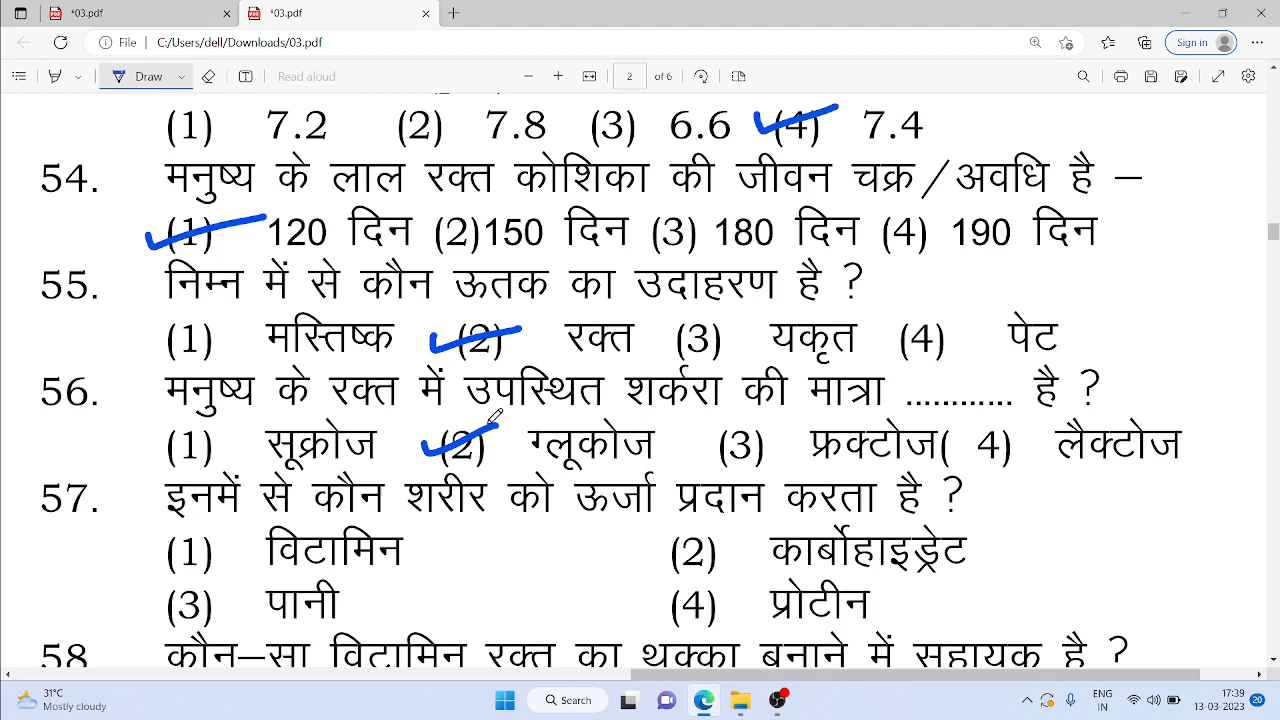 *03.pdf
*03.pdf
File C:/Users/dell/Downloads/03.pdf Sign in
Draw Read aloud 2 of 6
(1) 7.2 (2) 7.8 (3) 6.6 (4) 7.4
54. मनुष्य के लाल रक्त कोशिका की जीवन चक्र/अवधि है –
(1) 120 दिन (2)150 दिन (3) 180 दिन (4) 190 दिन
55. निम्न में से कौन ऊतक का उदाहरण है ?
(1) मस्तिष्क (2) रक्त (3) यकृत (4) पेट
56. मनुष्य के रक्त में उपस्थित शर्करा की मात्रा ............ है ?
(1) सूक्रोज (2) ग्लूकोज (3) फ्रक्टोज( 4) लैक्टोज
57. इनमें से कौन शरीर को ऊर्जा प्रदान करता है ?
(1) विटामिन (2) कार्बोहाइड्रेट
(3) पानी (4) प्रोटीन
58 कौन–सा विटामिन रक्त का थक्का बनाने में सहायक है ?
31°C
Mostly cloudy
Search
ENG
IN
17:39
13-03-2023
20